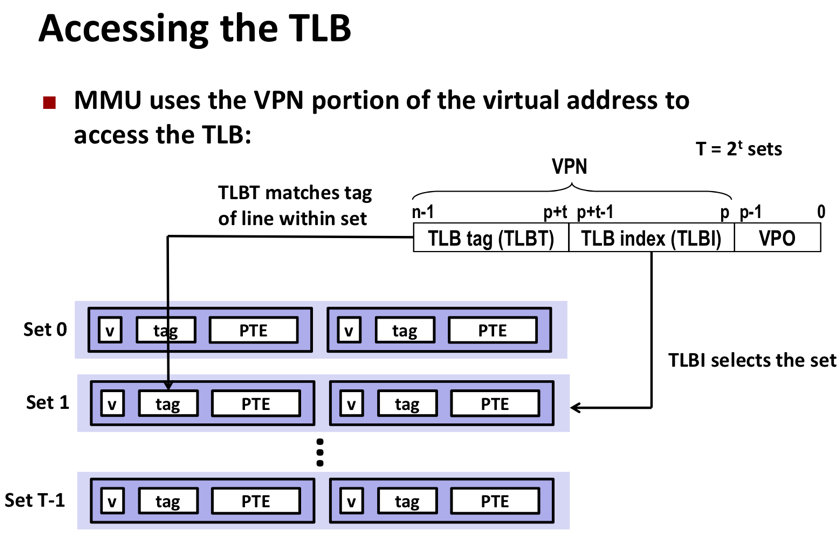 Accessing the TLB
MMU uses the VPN portion of the virtual address to
access the TLB:
T = 2^t sets
VPN
TLBT matches tag
of line within set
n-1 p+t p+t-1 p p-1 0
TLB tag (TLBT) TLB index (TLBI) VPO
Set 0 v tag PTE v tag PTE
TLBI selects the set
Set 1 v tag PTE v tag PTE
Set T-1 v tag PTE v tag PTE